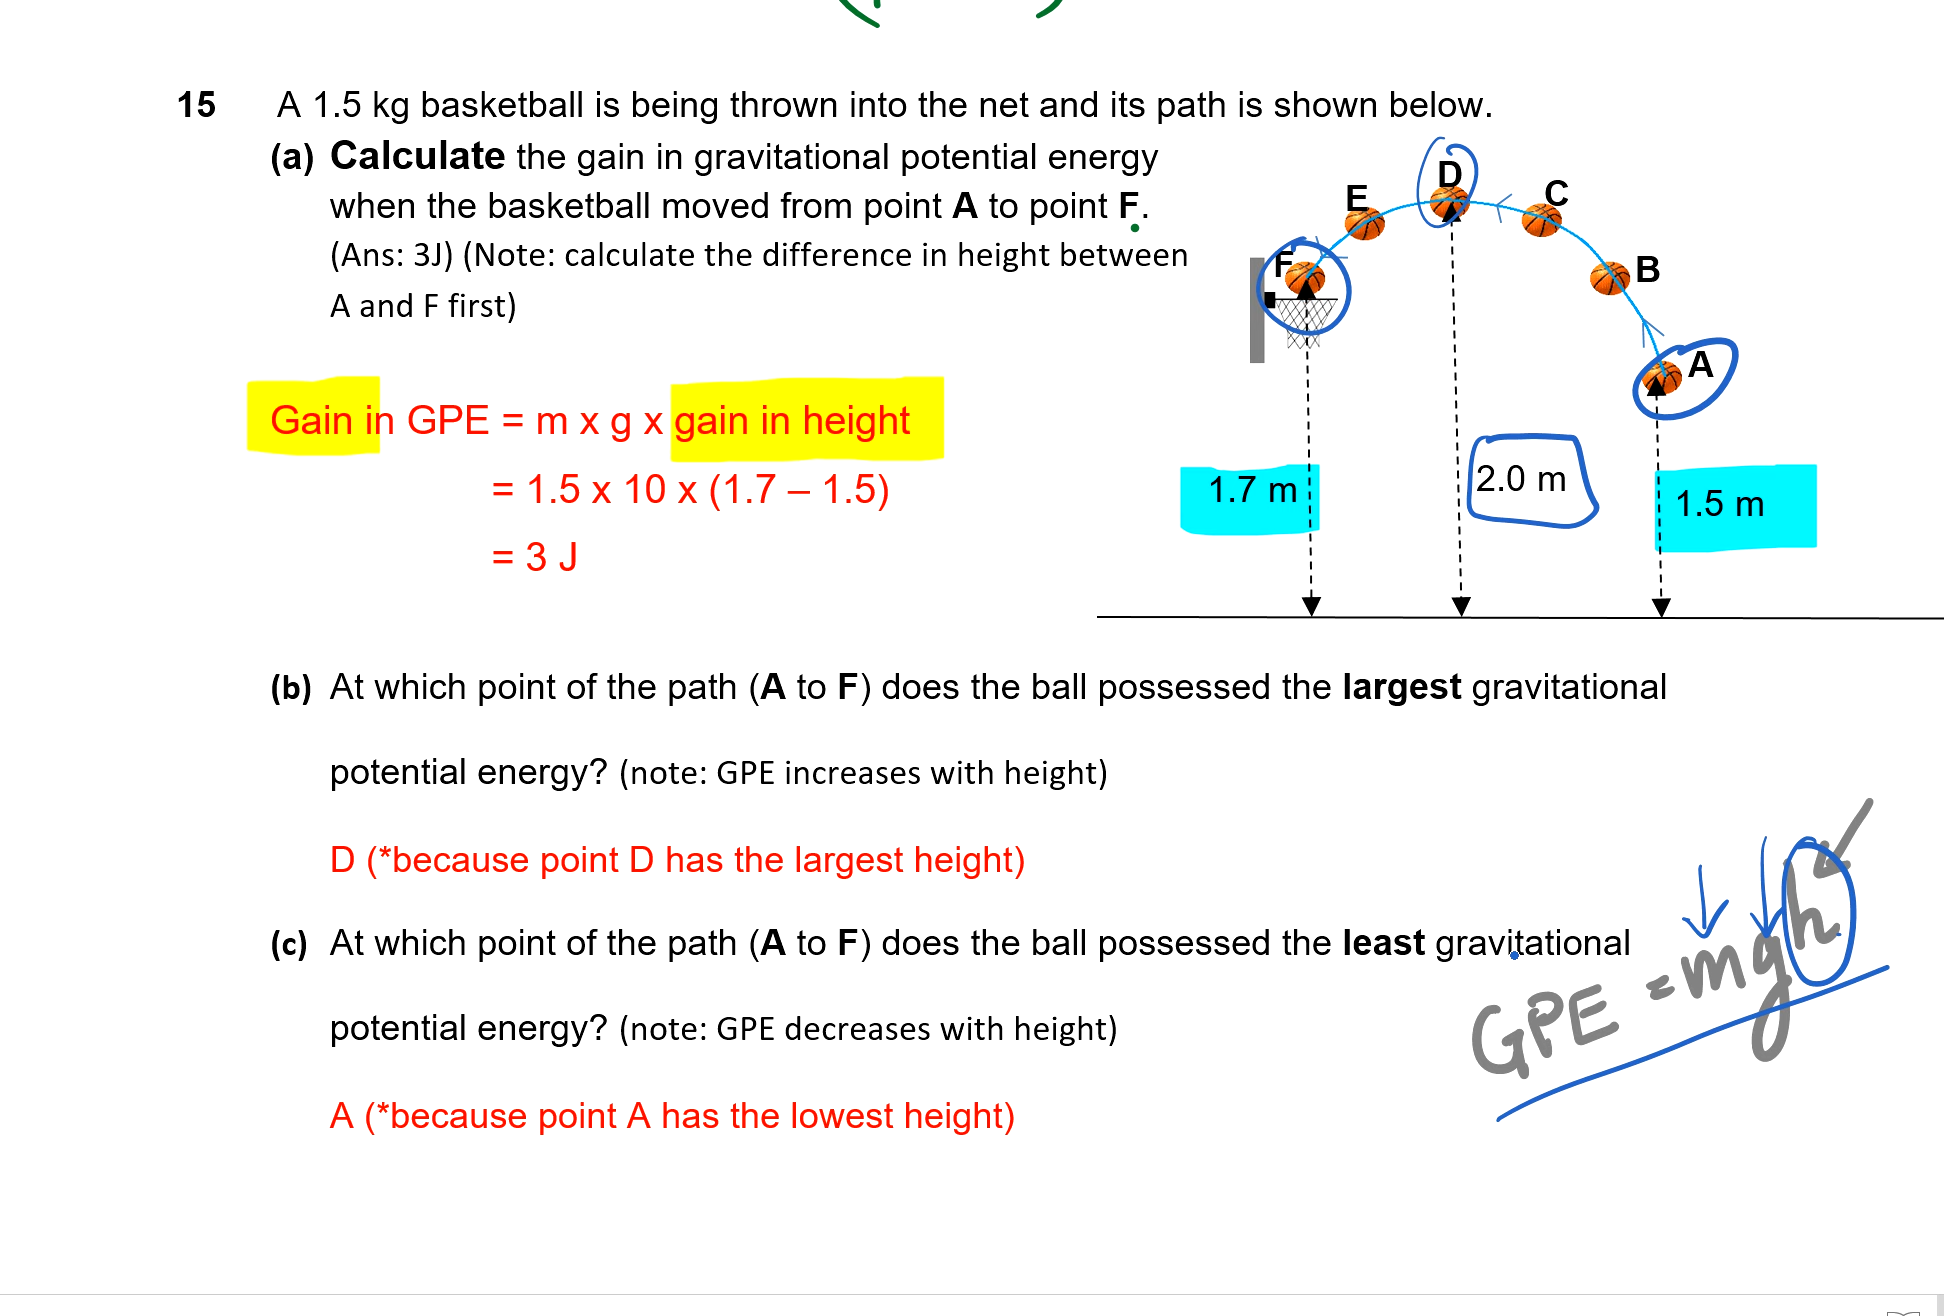 15 A 1.5 kg basketball is being thrown into the net and its path is shown below.
(a) Calculate the gain in gravitational potential energy
when the basketball moved from point A to point F.
(Ans: 3J) (Note: calculate the difference in height between
A and F first)
Gain in GPE = m x g x gain in height
= 1.5 x 10 x (1.7 – 1.5)
= 3 J
D
E
C
F
B
A
1.7 m
2.0 m
1.5 m
(b) At which point of the path (A to F) does the ball possessed the largest gravitational
potential energy? (note: GPE increases with height)
D (*because point D has the largest height)
(c) At which point of the path (A to F) does the ball possessed the least gravitational
potential energy? (note: GPE decreases with height)
A (*because point A has the lowest height)
GPE = mgh